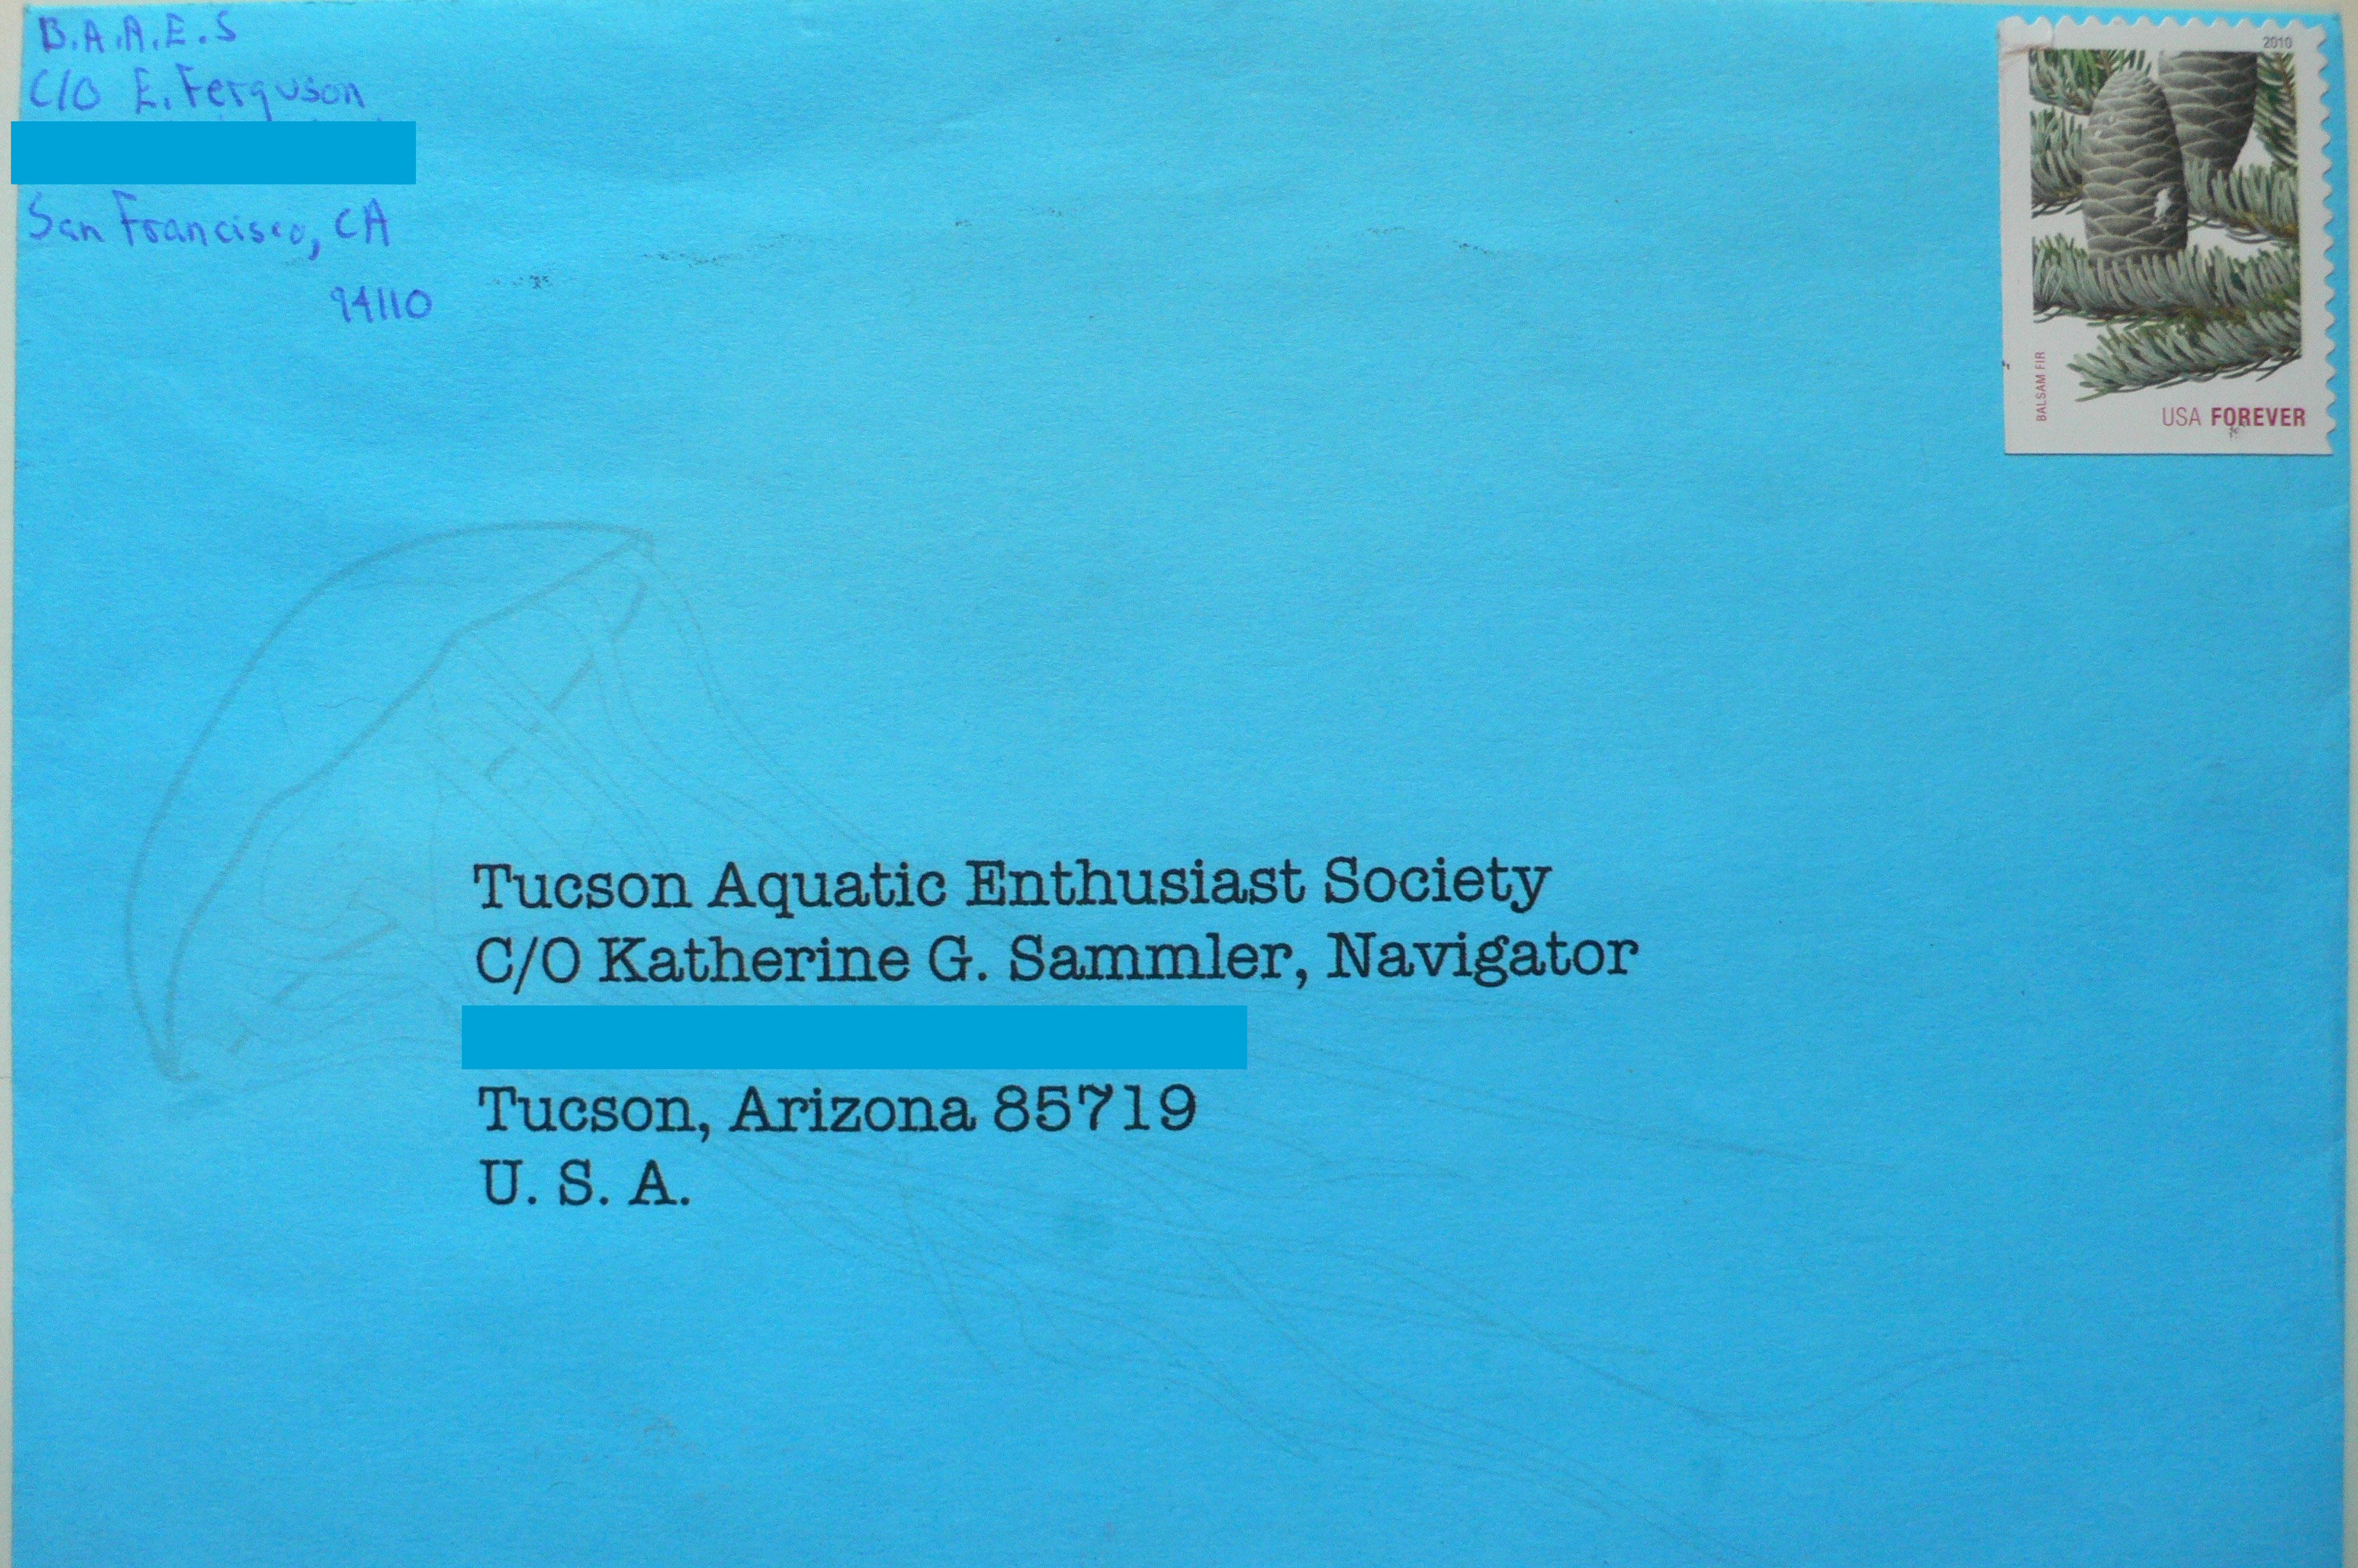 B.A.A.E.S
C/O E. Ferguson
San Francisco, CA
94110
2010
BALSAM FIR
USA FOREVER
Tucson Aquatic Enthusiast Society
C/O Katherine G. Sammler, Navigator
Tucson, Arizona 85719
U. S. A.